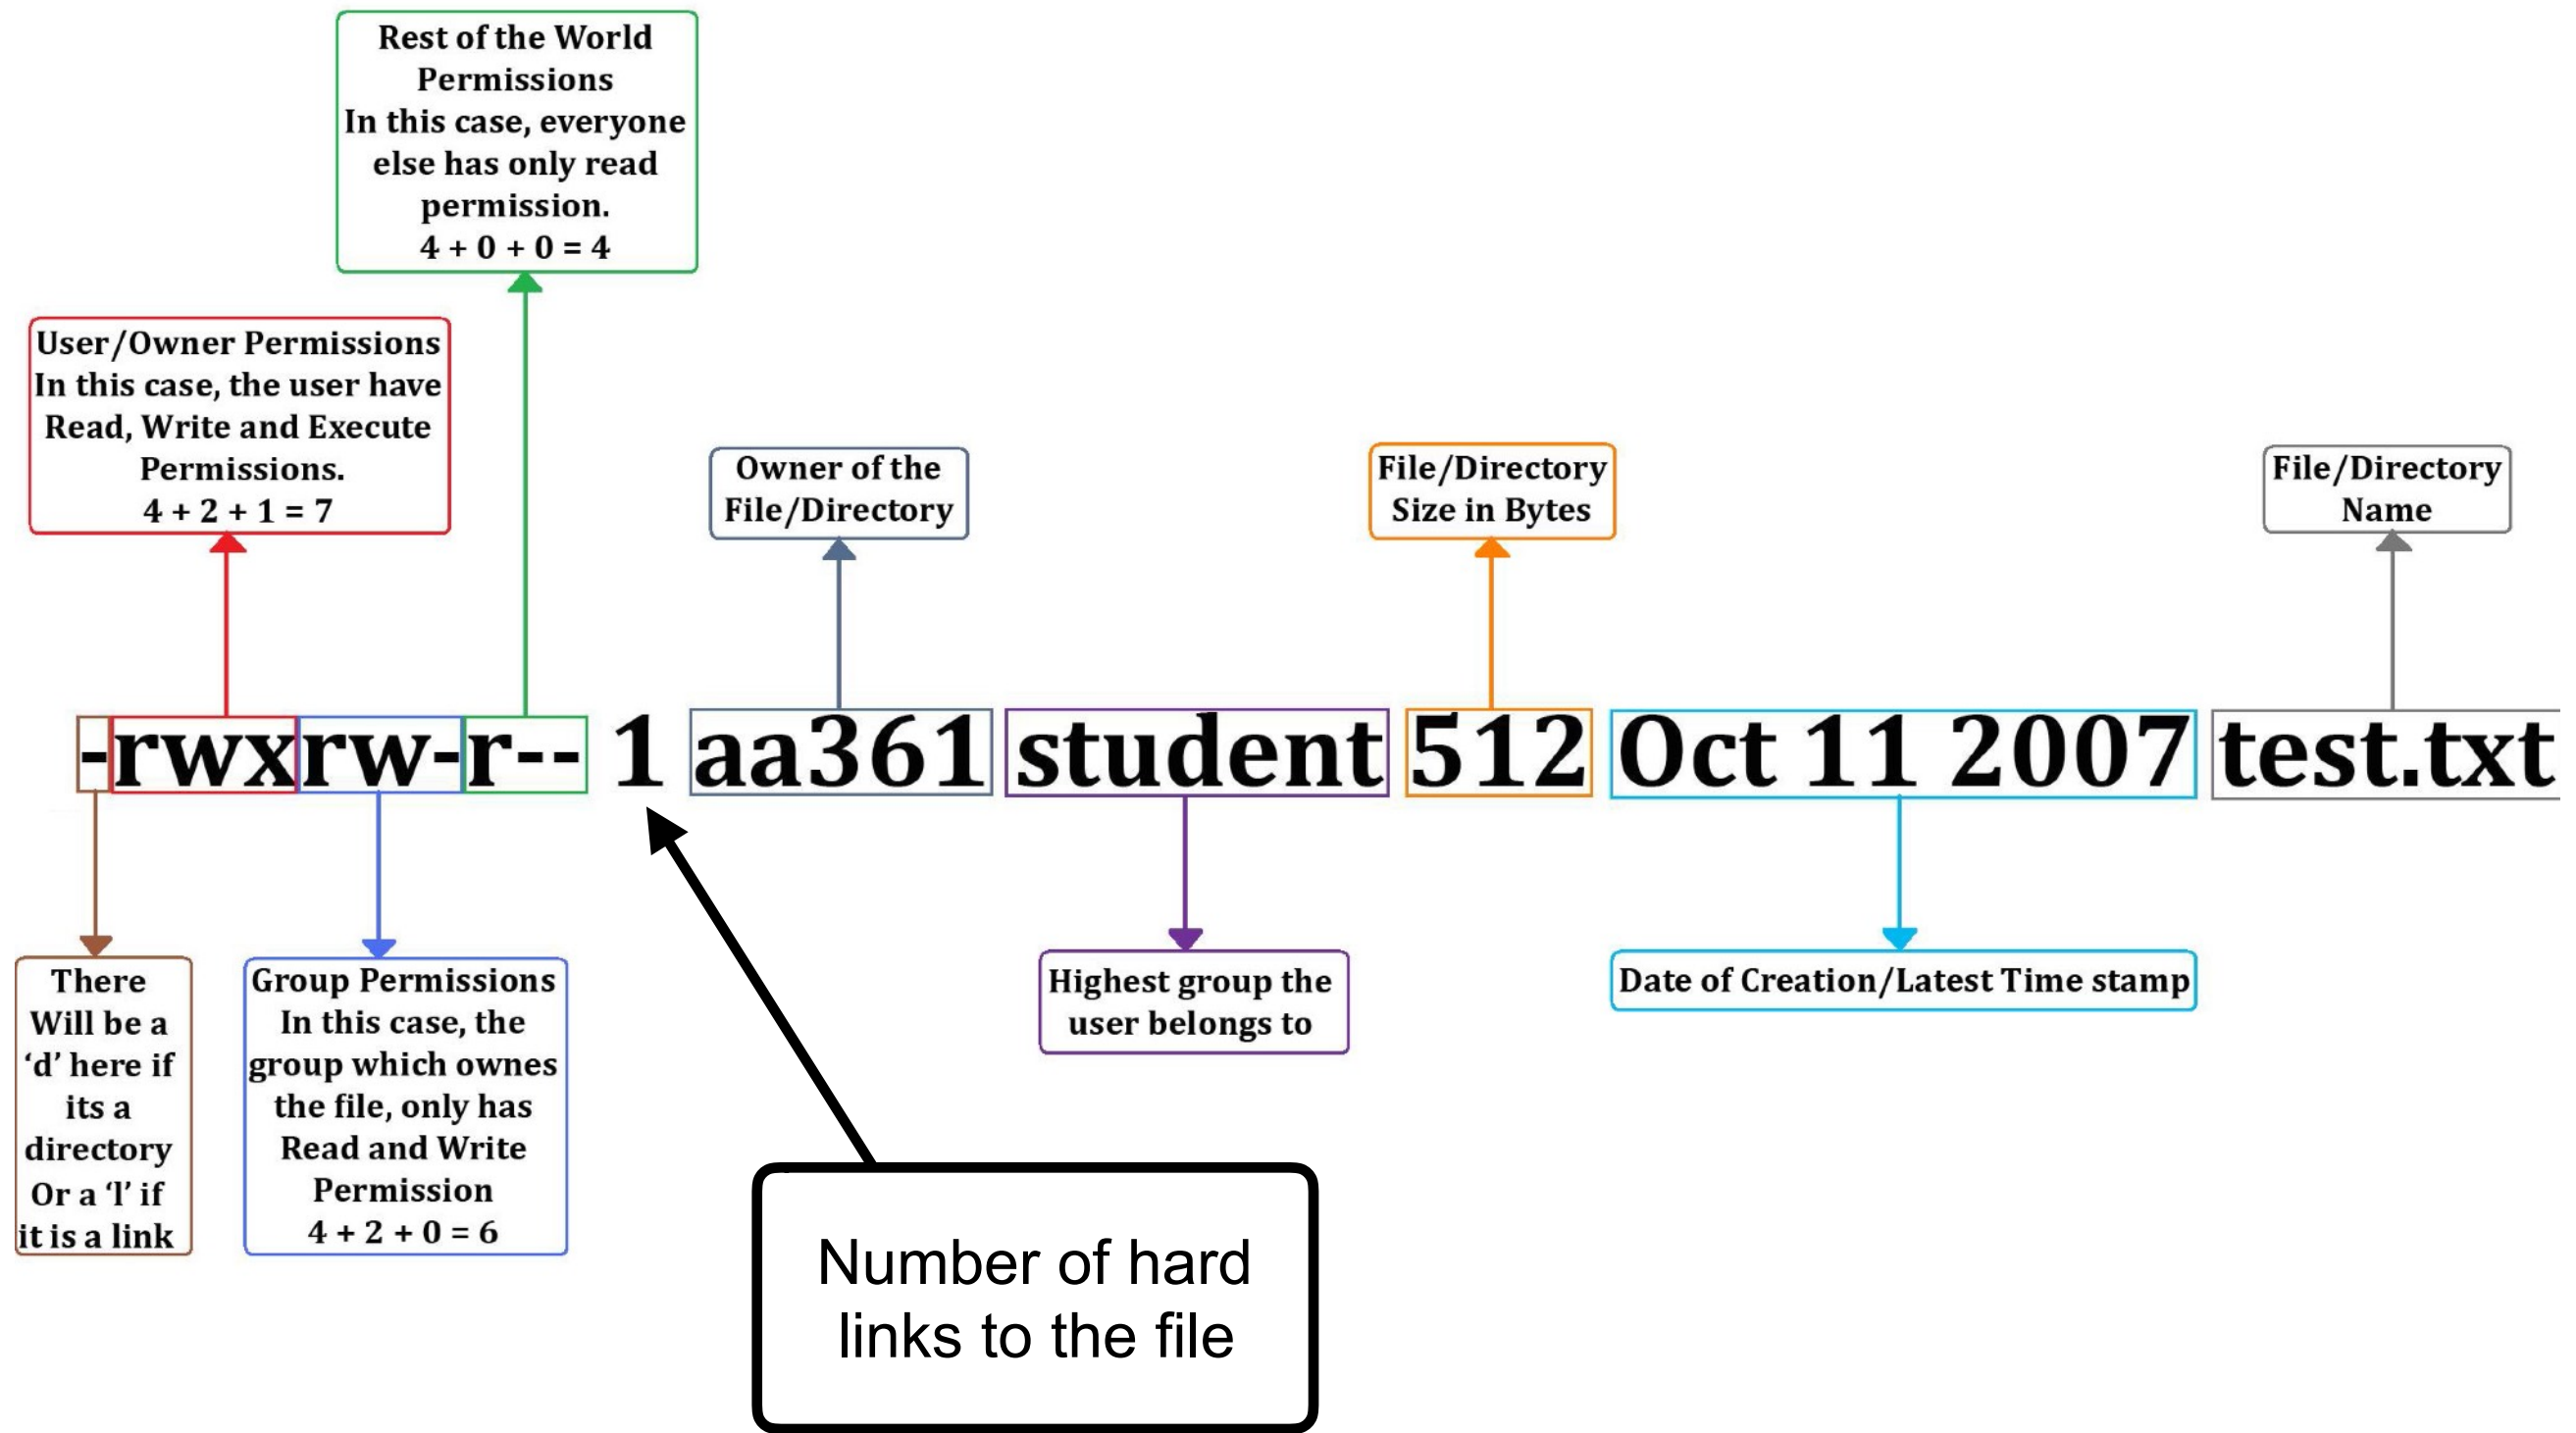 Rest of the World
Permissions
In this case, everyone
else has only read
permission.
4 + 0 + 0 = 4
User/Owner Permissions
In this case, the user have
Read, Write and Execute
Permissions.
4 + 2 + 1 = 7
Owner of the
File/Directory
File/Directory
Size in Bytes
File/Directory
Name
-rwxrw-r-- 1 aa361 student 512 Oct 11 2007 test.txt
There
Will be a
‘d’ here if
its a
directory
Or a ‘l’ if
it is a link
Group Permissions
In this case, the
group which ownes
the file, only has
Read and Write
Permission
4 + 2 + 0 = 6
Highest group the
user belongs to
Date of Creation/Latest Time stamp
Number of hard
links to the file